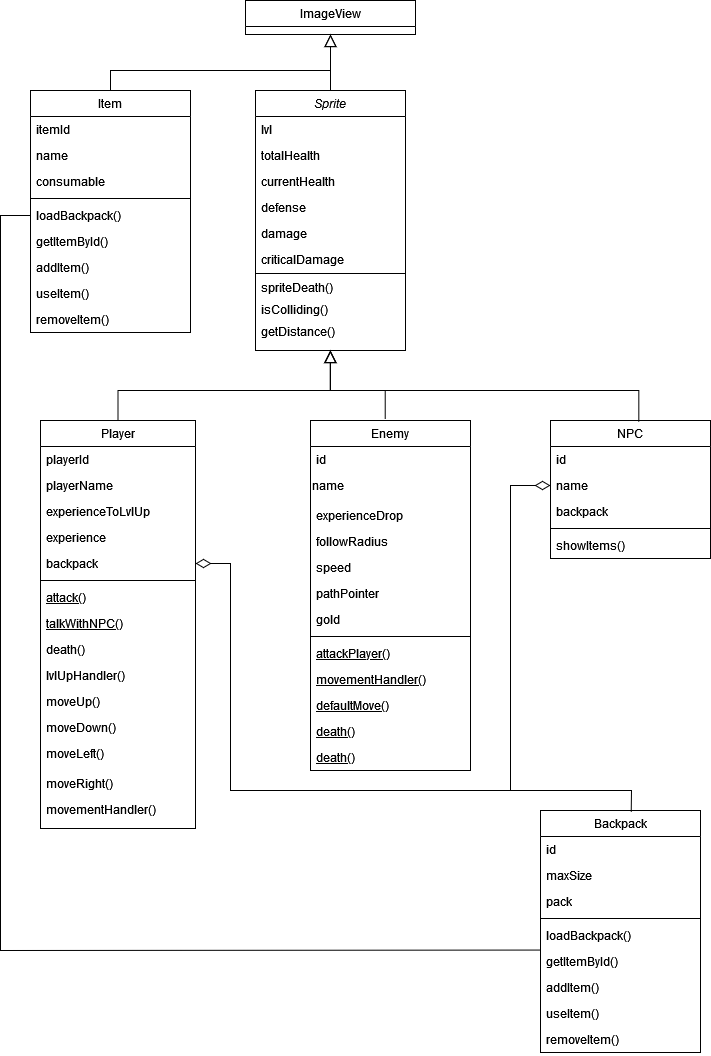 ImageView
Item
itemId
name
consumable
loadBackpack()
getItemById()
addItem()
useItem()
removeItem()
Sprite
lvl
totalHealth
currentHealth
defense
damage
criticalDamage
spriteDeath()
isColliding()
getDistance()
Player
playerId
playerName
experienceToLvlUp
experience
backpack
attack()
talkWithNPC()
death()
lvlUpHandler()
moveUp()
moveDown()
moveLeft()
moveRight()
movementHandler()
Enemy
id
name
experienceDrop
followRadius
speed
pathPointer
gold
attackPlayer()
movementHandler()
defaultMove()
death()
death()
NPC
id
name
backpack
showItems()
Backpack
id
maxSize
pack
loadBackpack()
getItemById()
addItem()
useItem()
removeItem()